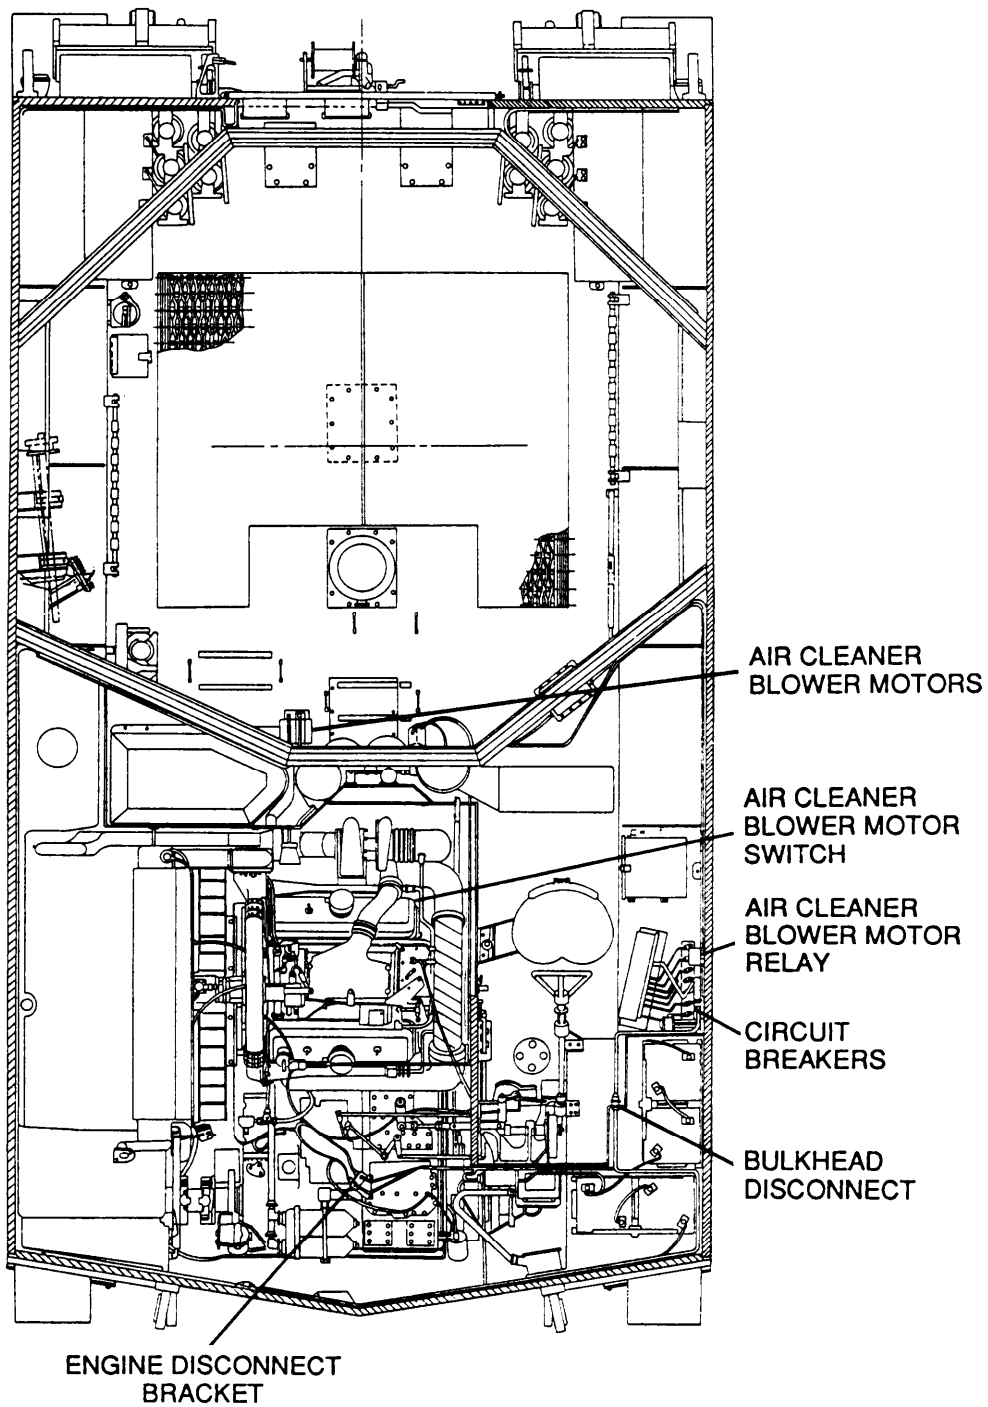 AIR CLEANER
BLOWER MOTORS
AIR CLEANER
BLOWER MOTOR
SWITCH
AIR CLEANER
BLOWER MOTOR
RELAY
CIRCUIT
BREAKERS
BULKHEAD
DISCONNECT
ENGINE DISCONNECT
BRACKET